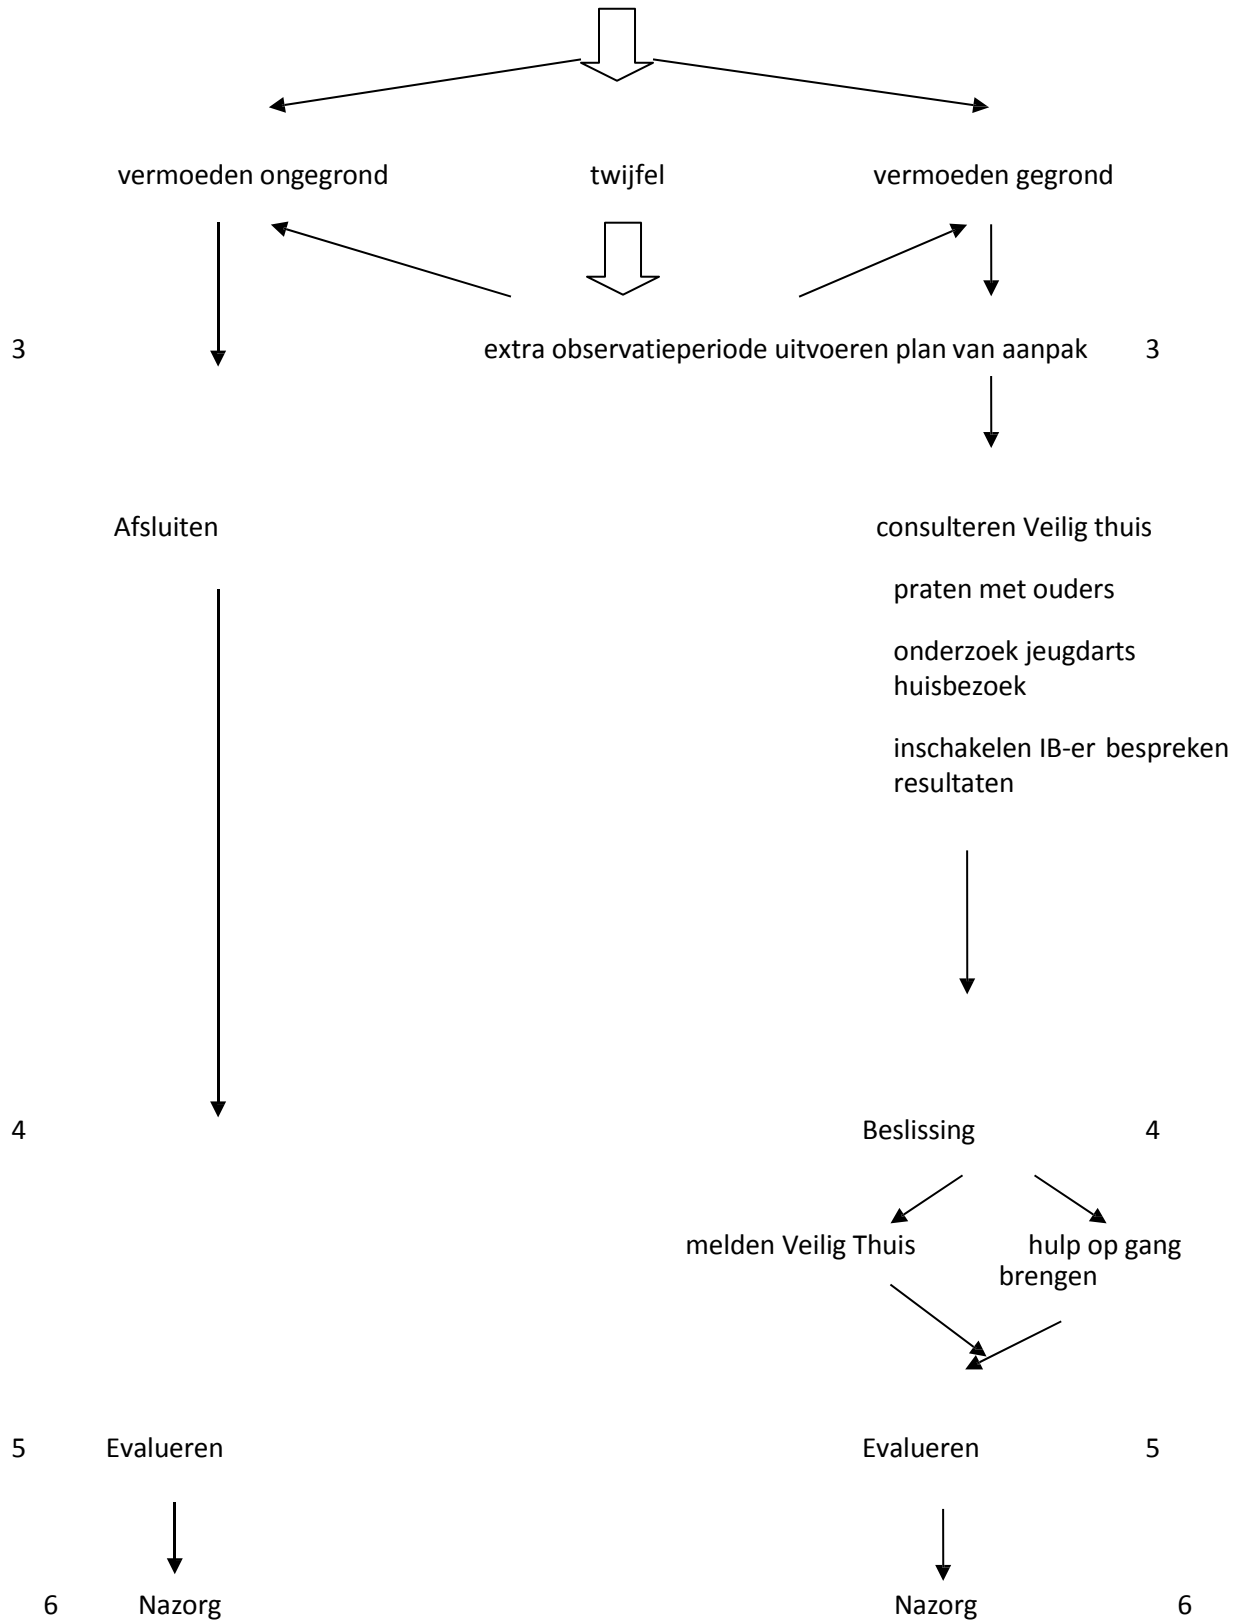 vermoeden ongegrond twijfel vermoeden gegrond
3 extra observatieperiode uitvoeren plan van aanpak 3
Afsluiten consulteren Veilig thuis
praten met ouders
onderzoek jeugdarts
huisbezoek
inschakelen IB-er bespreken
resultaten
4 Beslissing 4
melden Veilig Thuis hulp op gang
brengen
5 Evalueren Evalueren 5
6 Nazorg Nazorg 6